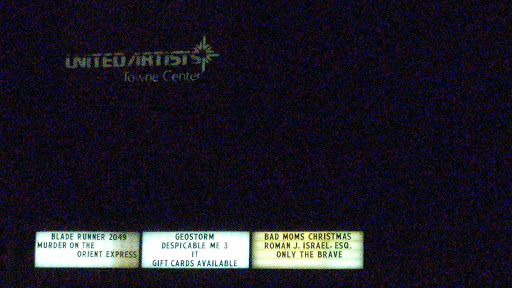 UNITED ARTISTS
Towne Center
BLADE RUNNER 2049
MURDER ON THE
ORIENT EXPRESS
GEOSTORM
DESPICABLE ME 3
IT
GIFT CARDS AVAILABLE
BAD MOMS CHRISTMAS
ROMAN J. ISRAEL- ESQ.
ONLY THE BRAVE